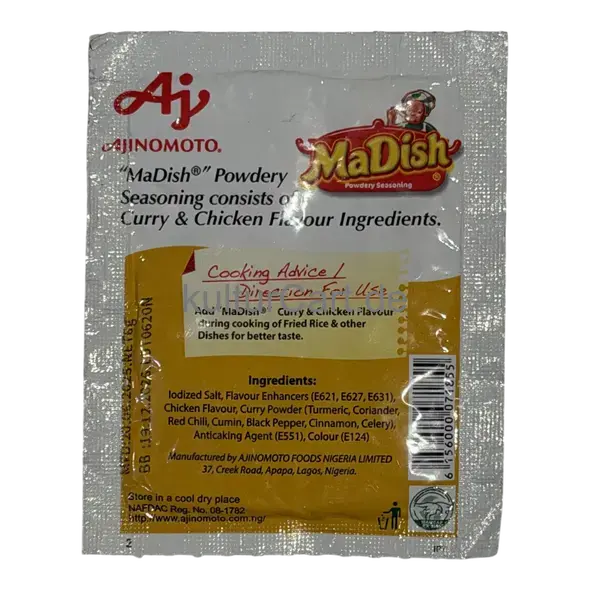 Aj
AJINOMOTO.
MaDish®
Powdery Seasoning
"MaDish®" Powdery
Seasoning consists of
Curry & Chicken Flavour Ingredients.
Cooking Advice /
Direction For Use
kulturCart.de
Add "MaDish®" Curry & Chicken Flavour
during cooking of Fried Rice & other
Dishes for better taste.
Ingredients:
Iodized Salt, Flavour Enhancers (E621, E627, E631),
Chicken Flavour, Curry Powder (Turmeric, Coriander,
Red Chili, Cumin, Black Pepper, Cinnamon, Celery),
Anticaking Agent (E551), Colour (E124)
Manufactured by AJINOMOTO FOODS NIGERIA LIMITED
37, Creek Road, Apapa, Lagos, Nigeria.
Store in a cool dry place
NAFDAC Reg. No. 08-1782
http://www.ajinomoto.com.ng/
2